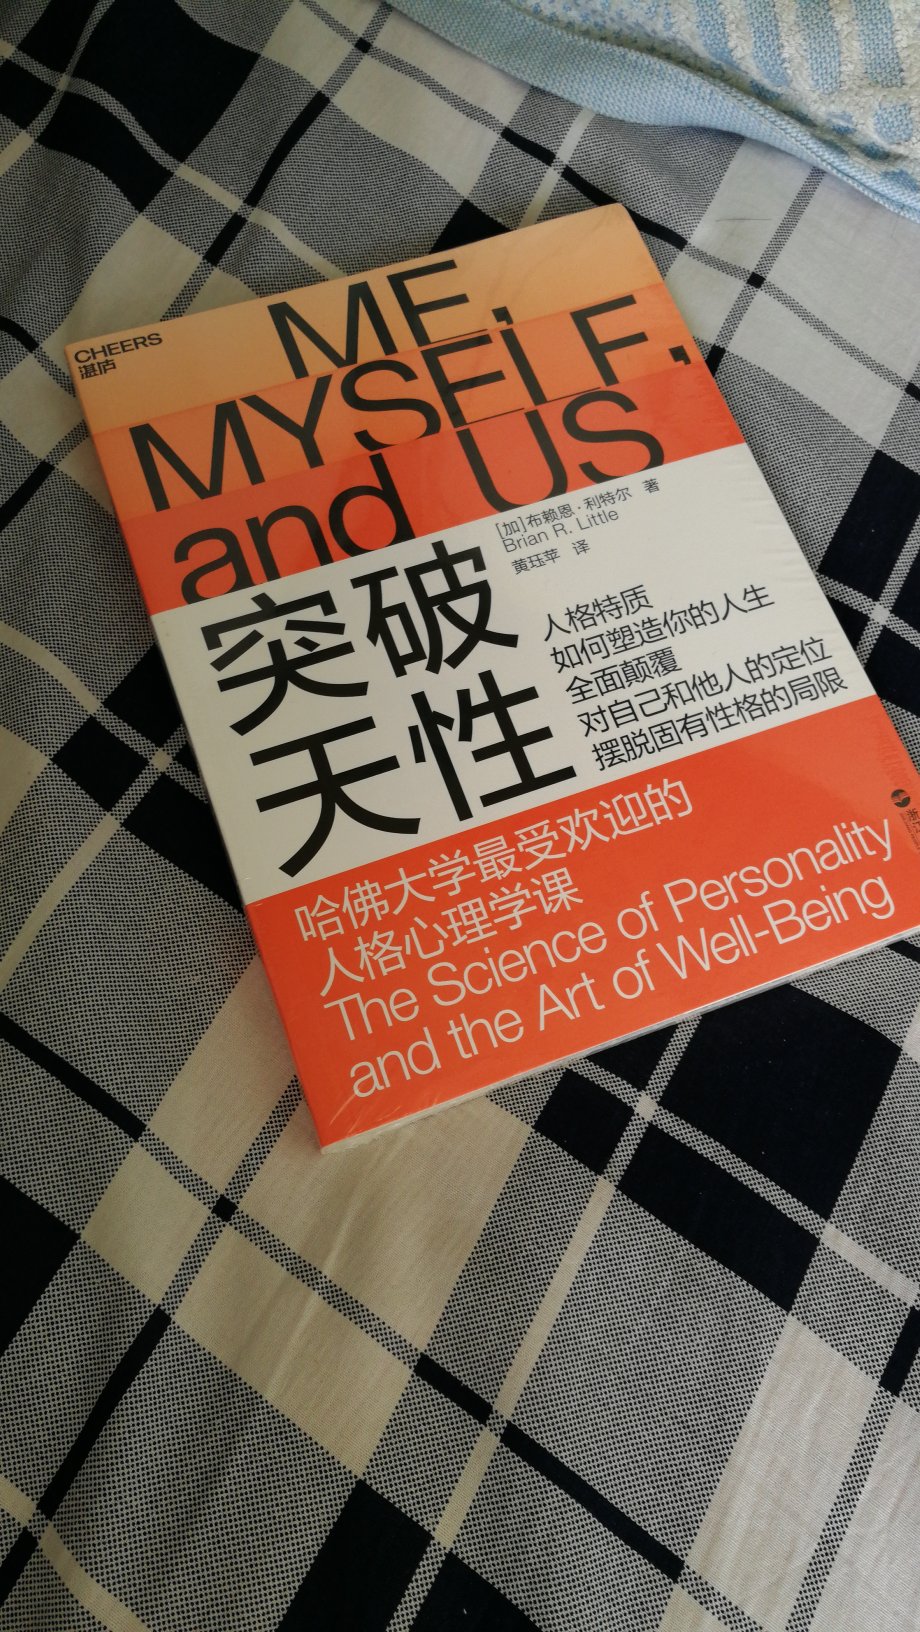 CHEERS
湛庐
ME,
MYSELF,
and US
[加]布赖恩·利特尔 著
Brian R. Little
黄珏苹 译
突破
天性
人格特质
如何塑造你的人生
全面颠覆
对自己和他人的定位
摆脱固有性格的局限
哈佛大学最受欢迎的
人格心理学课
The Science of Personality
and the Art of Well-Being